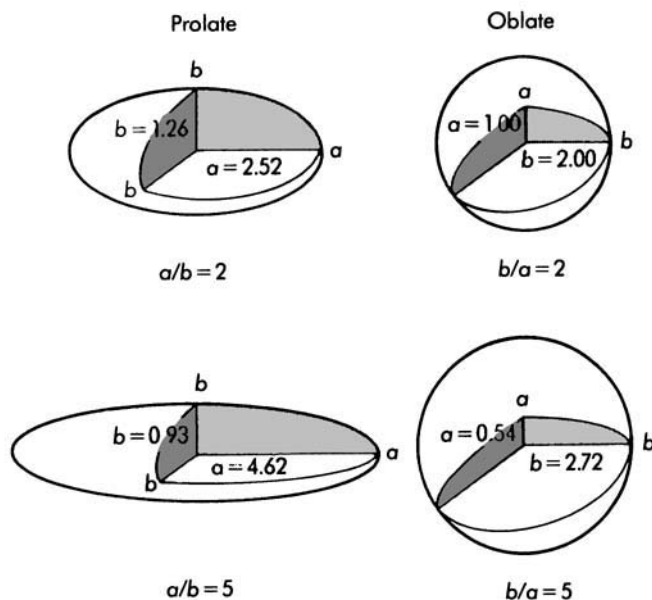 Prolate
Oblate
b
b=1.26
a
a=2.52
b
a/b=2
a
a=1.00
b
b=2.00
b/a=2
b
b=0.93
a
a=4.62
b
a/b=5
a
a=0.54
b
b=2.72
b/a=5